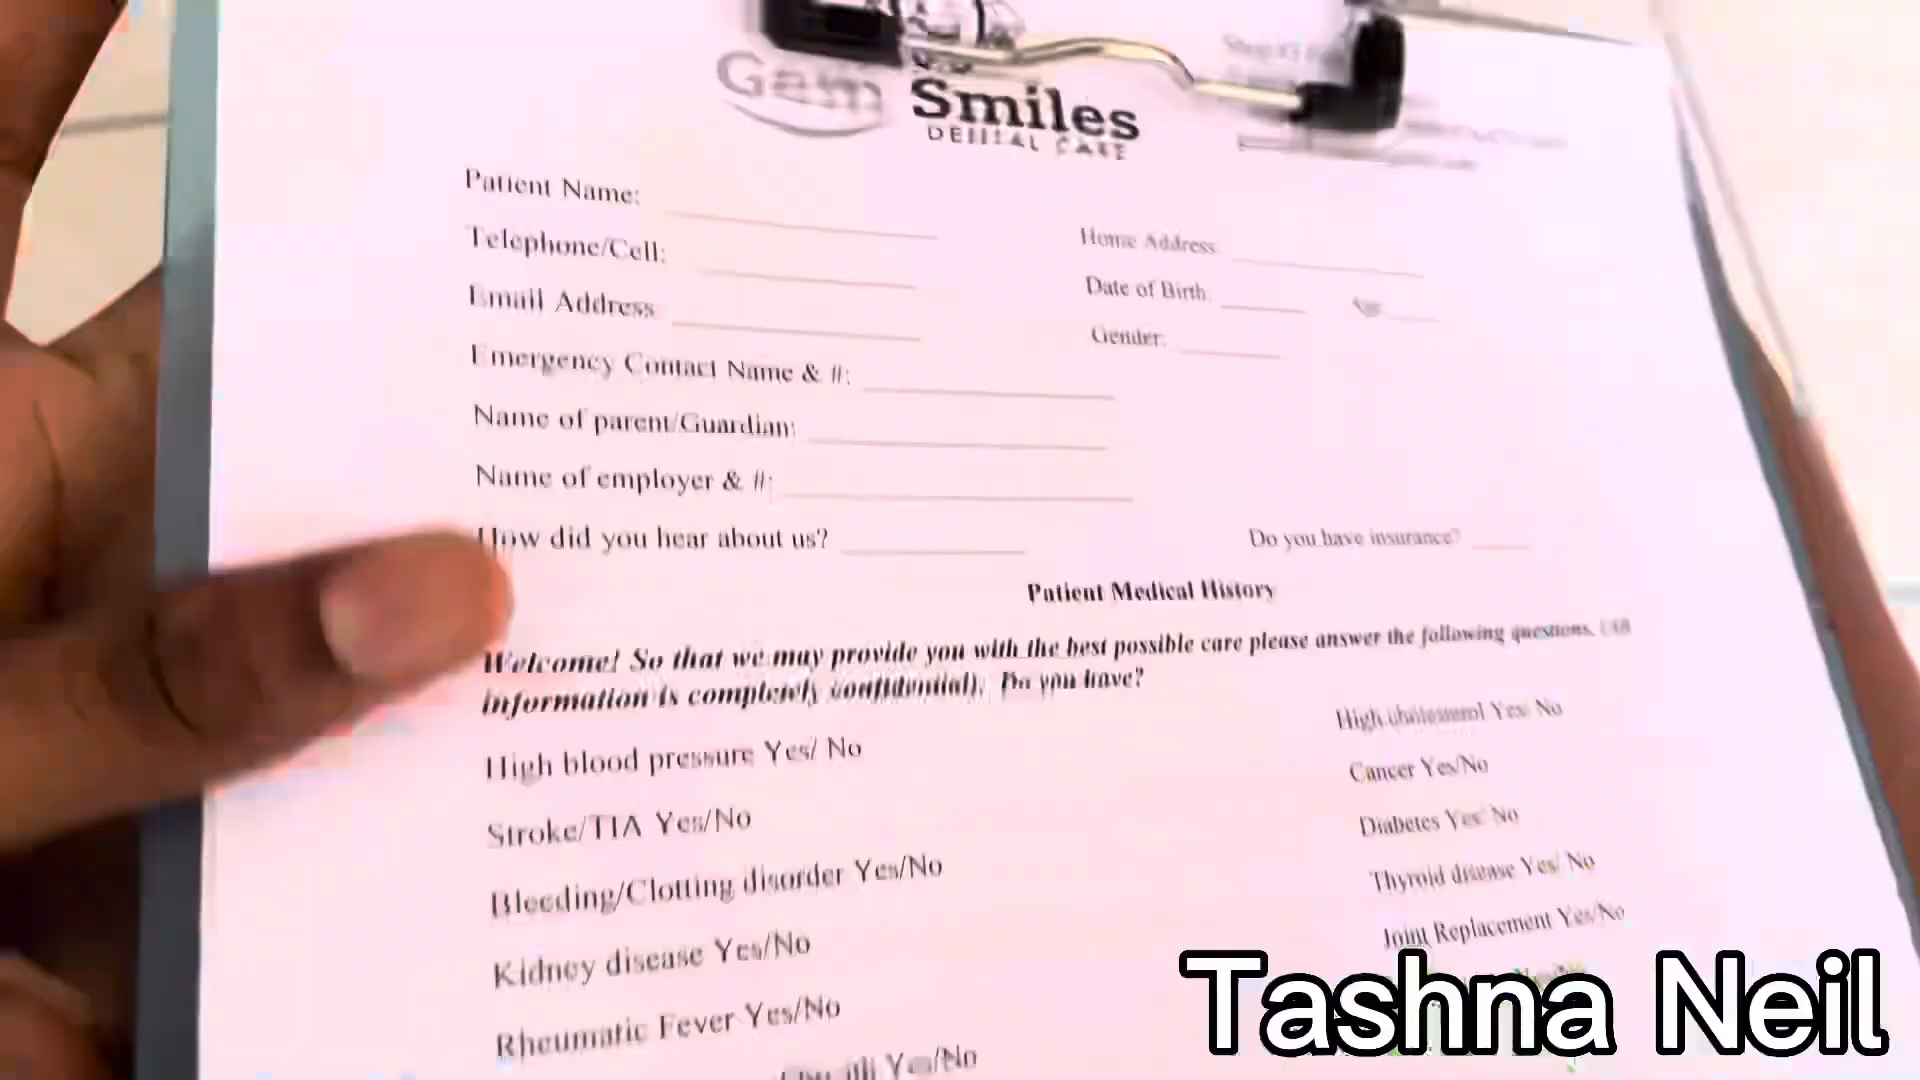 Gem Smiles
DENTAL CARE
Patient Name:
Telephone/Cell:
Home Address:
Email Address
Date of Birth:
Emergency Contact Name & #:
Gender:
Name of parent/Guardian:
Name of employer & #:
How did you hear about us?
Do you have insurance?
Patient Medical History
Welcome! So that we may provide you with the best possible care please answer the following questions.
information is completely confidential). Do you have?
High blood pressure Yes/ No
High cholesterol Yes/ No
Stroke/TIA Yes/No
Cancer Yes/No
Bleeding/Clotting disorder Yes/No
Diabetes Yes/ No
Kidney disease Yes/No
Thyroid disease Yes/ No
Rheumatic Fever Yes/No
Joint Replacement Yes/No
Yes/No
Tashna Neil